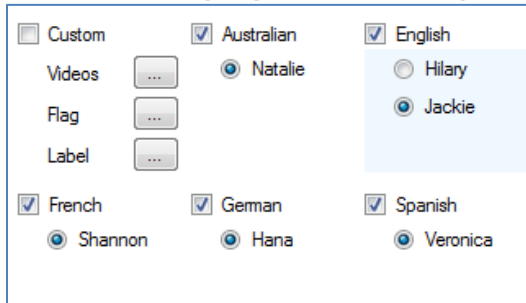 Custom
Australian
English
Videos
...
Natalie
Hilary
Flag
...
Jackie
Label
...
French
German
Spanish
Shannon
Hana
Veronica